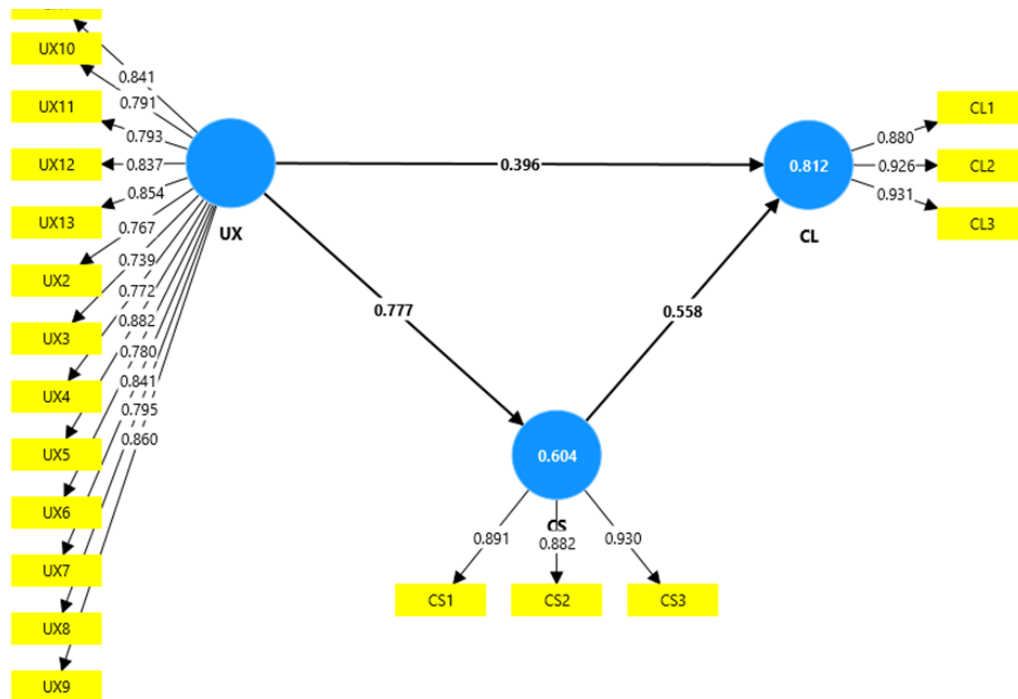 UX10
UX11
UX12
UX13
UX2
UX3
UX4
UX5
UX6
UX7
UX8
UX9
0.841
0.791
0.793
0.837
0.854
0.767
0.739
0.772
0.882
0.780
0.841
0.795
0.860
UX
0.396
0.777
0.558
0.812
CL
0.880
0.926
0.931
CL1
CL2
CL3
0.604
CS
0.891
0.882
0.930
CS1
CS2
CS3